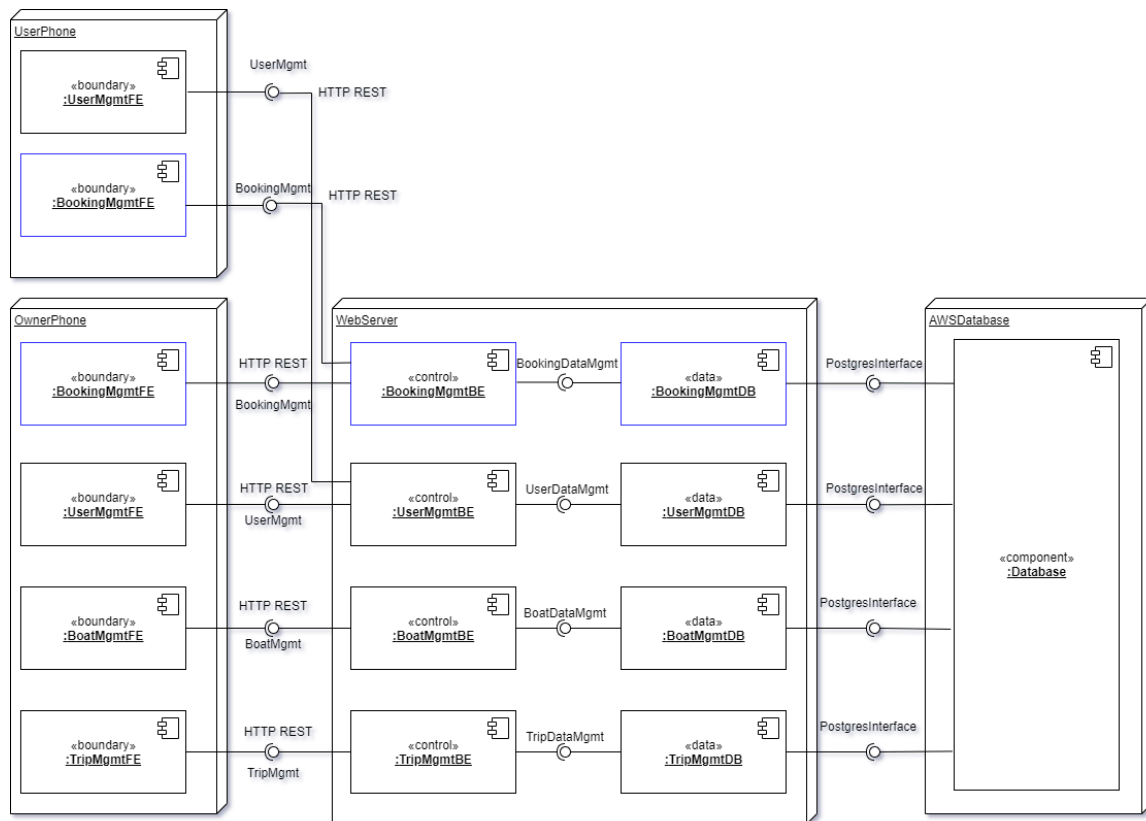 UserPhone
«boundary»
:UserMgmtFE
UserMgmt
HTTP REST
«boundary»
:BookingMgmtFE
BookingMgmt
HTTP REST
OwnerPhone
WebServer
AWSDatabase
«boundary»
:BookingMgmtFE
HTTP REST
BookingMgmt
«control»
:BookingMgmtBE
BookingDataMgmt
«data»
:BookingMgmtDB
PostgresInterface
«boundary»
:UserMgmtFE
HTTP REST
UserMgmt
«control»
:UserMgmtBE
UserDataMgmt
«data»
:UserMgmtDB
PostgresInterface
«component»
:Database
«boundary»
:BoatMgmtFE
HTTP REST
BoatMgmt
«control»
:BoatMgmtBE
BoatDataMgmt
«data»
:BoatMgmtDB
PostgresInterface
«boundary»
:TripMgmtFE
HTTP REST
TripMgmt
«control»
:TripMgmtBE
TripDataMgmt
«data»
:TripMgmtDB
PostgresInterface